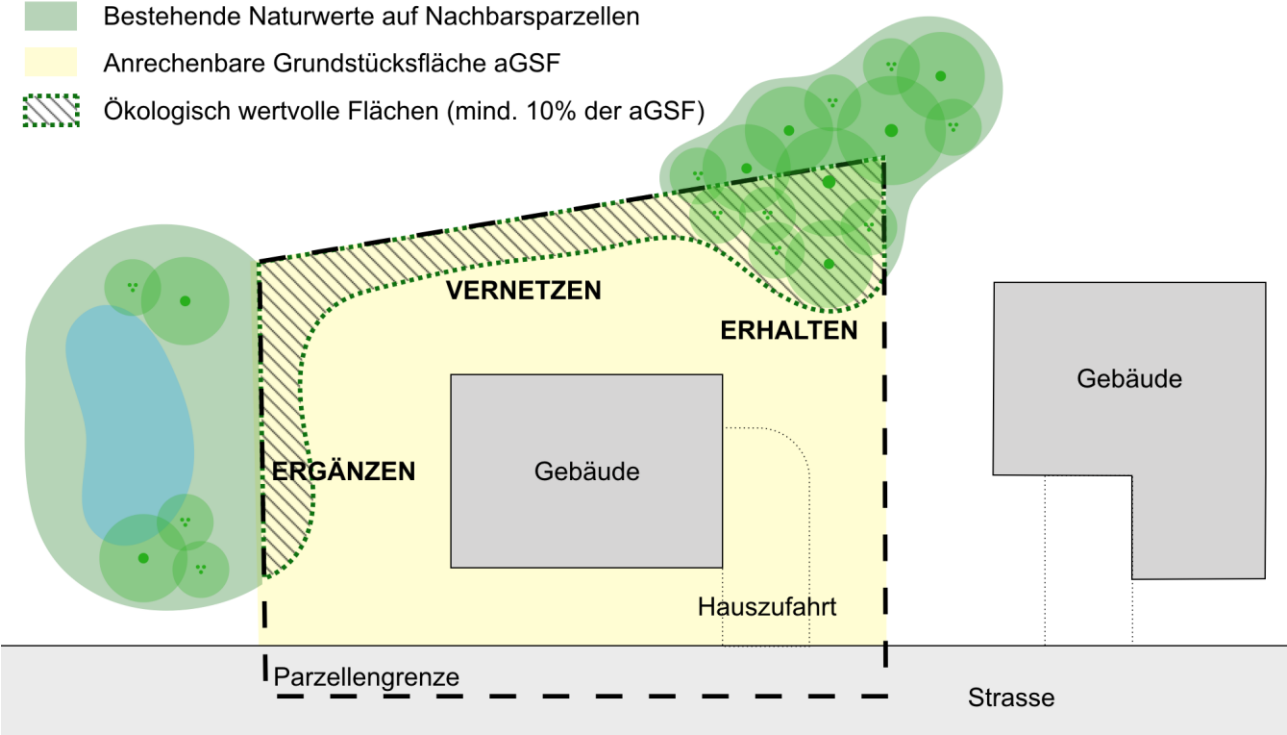 Bestehende Naturwerte auf Nachbarsparzellen
Anrechenbare Grundstücksfläche aGSF
Ökologisch wertvolle Flächen (mind. 10% der aGSF)
VERNETZEN
ERHALTEN
Gebäude
ERGÄNZEN
Gebäude
Hauszufahrt
Parzellengrenze
Strasse